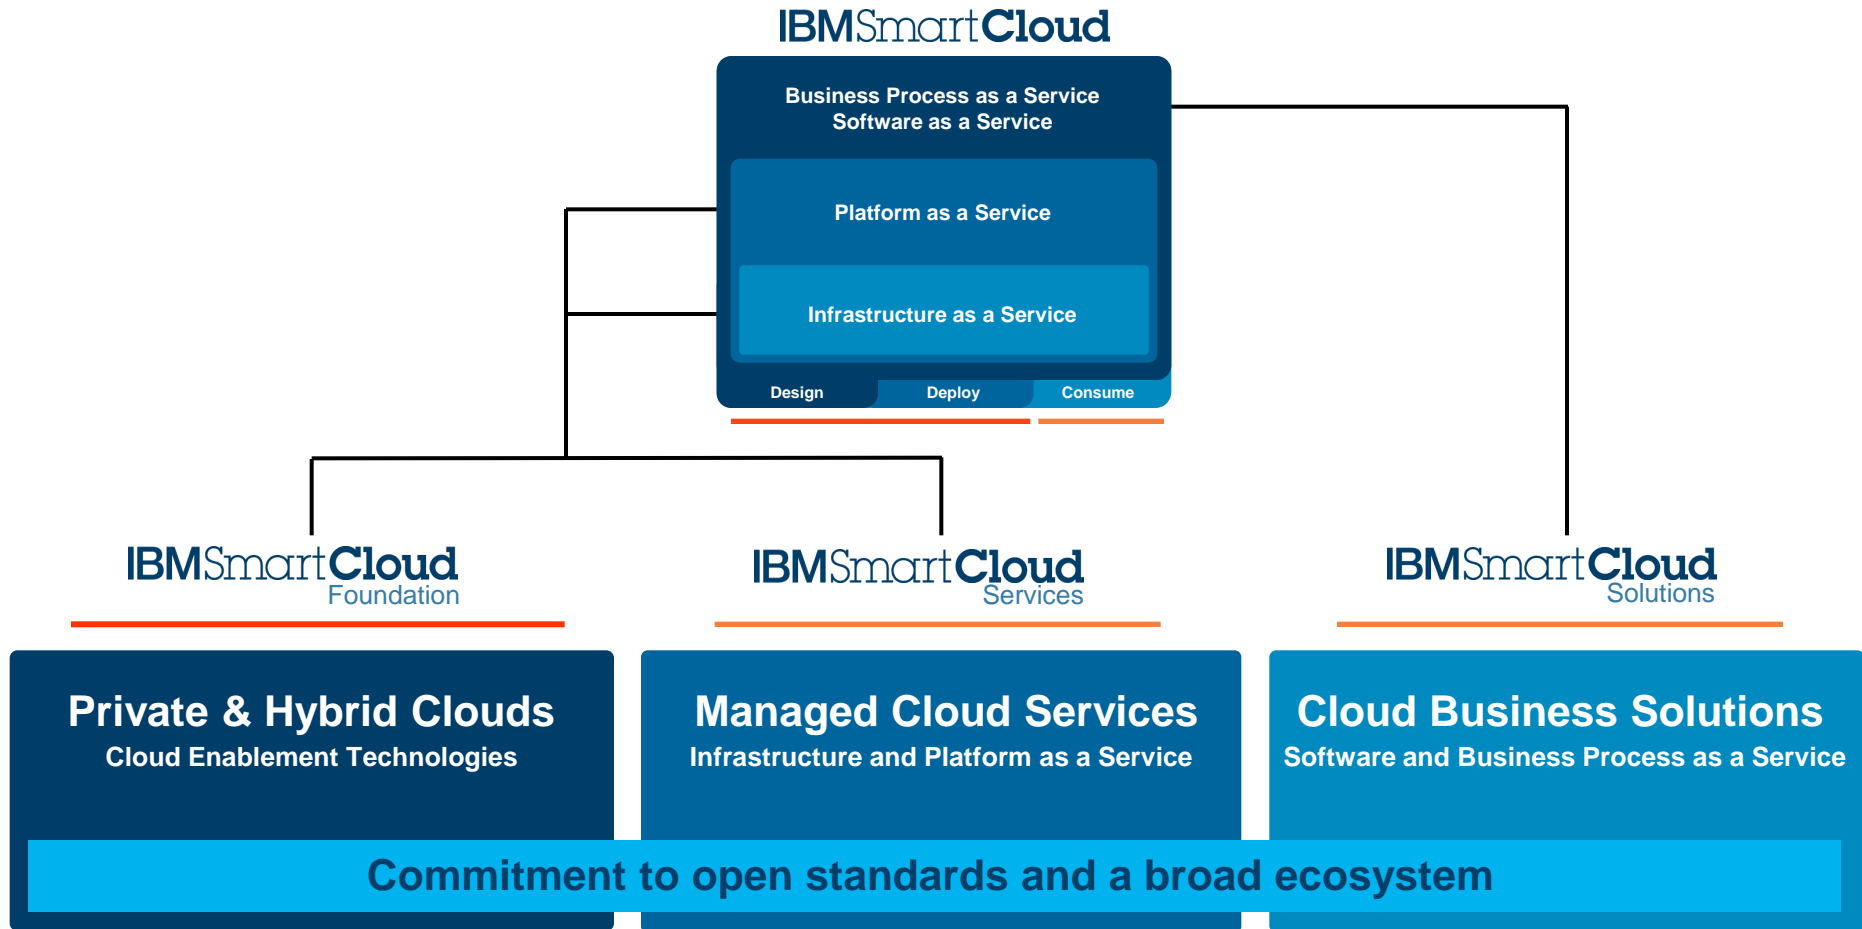 IBMSmartCloud
Business Process as a Service
Software as a Service
Platform as a Service
Infrastructure as a Service
Design Deploy Consume
IBMSmartCloud
Foundation
IBMSmartCloud
Services
IBMSmartCloud
Solutions
Private & Hybrid Clouds
Cloud Enablement Technologies
Managed Cloud Services
Infrastructure and Platform as a Service
Cloud Business Solutions
Software and Business Process as a Service
Commitment to open standards and a broad ecosystem